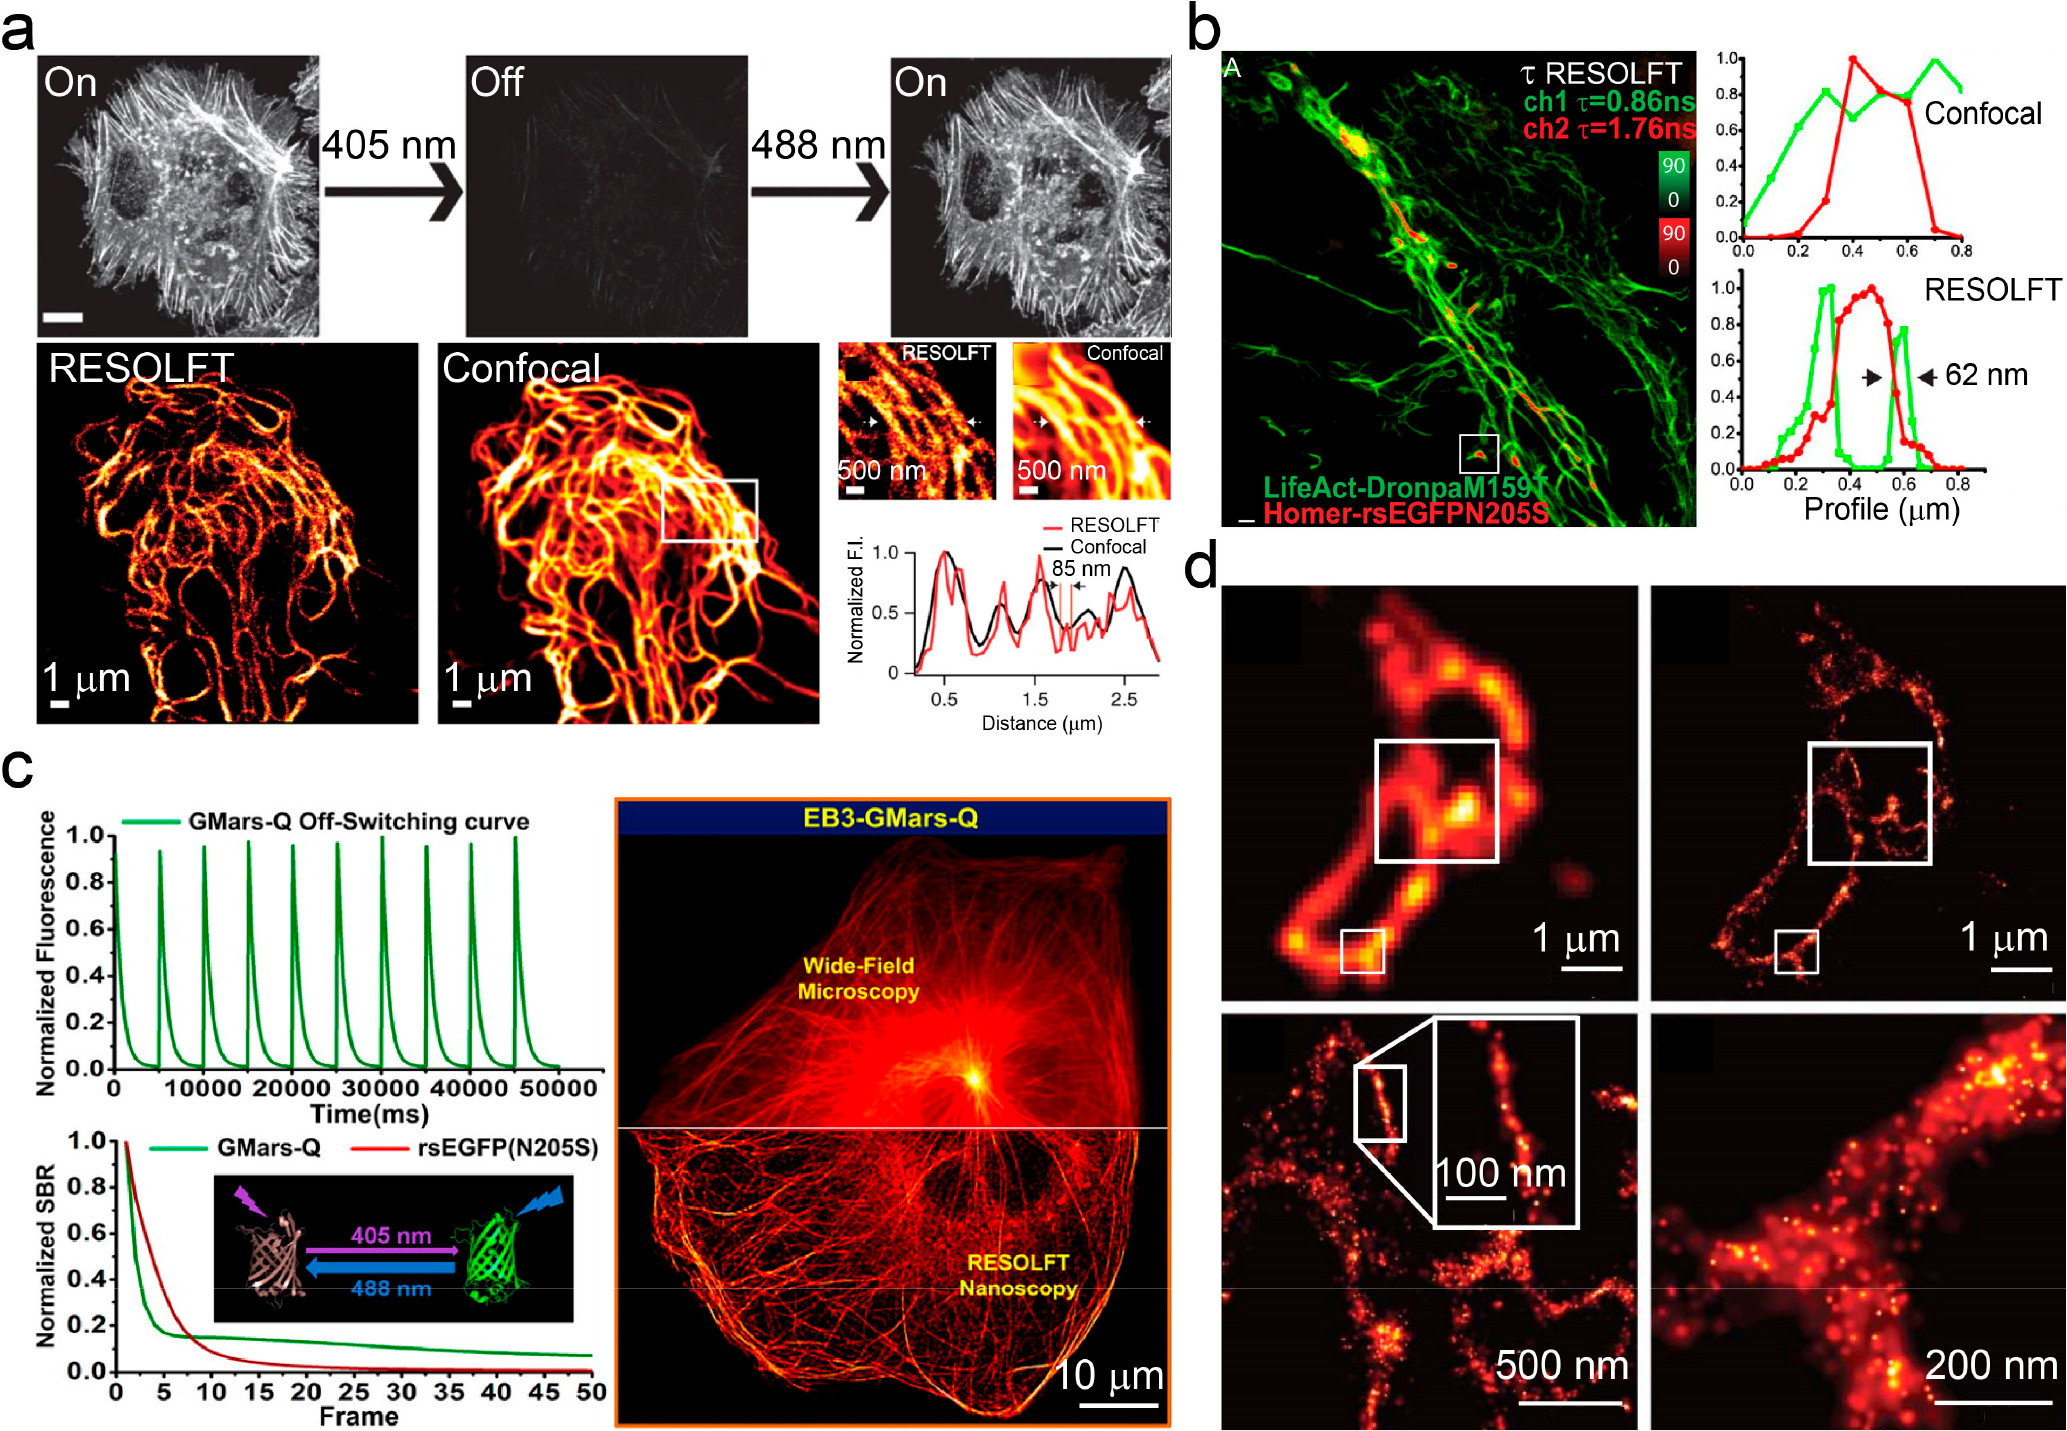 a
On
405 nm
Off
488 nm
On
RESOLFT
1 μm
Confocal
1 μm
RESOLFT
500 nm
Confocal
500 nm
RESOLFT
Confocal
85 nm
Normalized F.I.
1.0
0.5
0
0.5
1.5
2.5
Distance (μm)
b
A
τ RESOLFT
ch1 τ=0.86ns
ch2 τ=1.76ns
90
0
90
0
LifeAct-DronpaM159T
Homer-rsEGFPN205S
Confocal
1.0
0.8
0.6
0.4
0.2
0.0
0.0 0.2 0.4 0.6 0.8
RESOLFT
62 nm
1.0
0.8
0.6
0.4
0.2
0.0
0.0 0.2 0.4 0.6 0.8
Profile (μm)
c
GMars-Q Off-Switching curve
Normalized Fluorescence
1.0
0.8
0.6
0.4
0.2
0.0
0 10000 20000 30000 40000 50000
Time(ms)
GMars-Q
rsEGFP(N205S)
Normalized SBR
1.0
0.8
0.6
0.4
0.2
0.0
405 nm
488 nm
0 5 10 15 20 25 30 35 40 45 50
Frame
EB3-GMars-Q
Wide-Field
Microscopy
RESOLFT
Nanoscopy
10 μm
d
1 μm
1 μm
100 nm
500 nm
200 nm